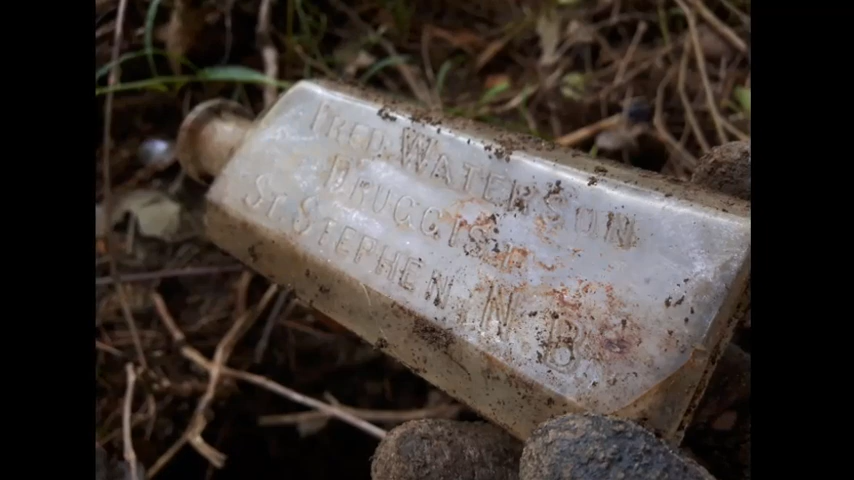 FRED. WATERSON
DRUGGIST
ST. STEPHEN, N.B.